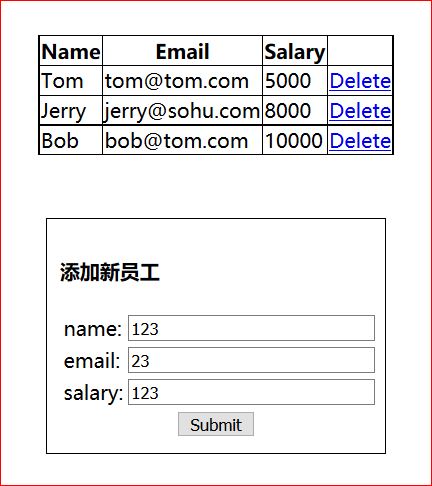 Name Email Salary
Tom tom@tom.com 5000 Delete
Jerry jerry@sohu.com 8000 Delete
Bob bob@tom.com 10000 Delete
添加新员工
name: 123
email: 23
salary: 123
Submit